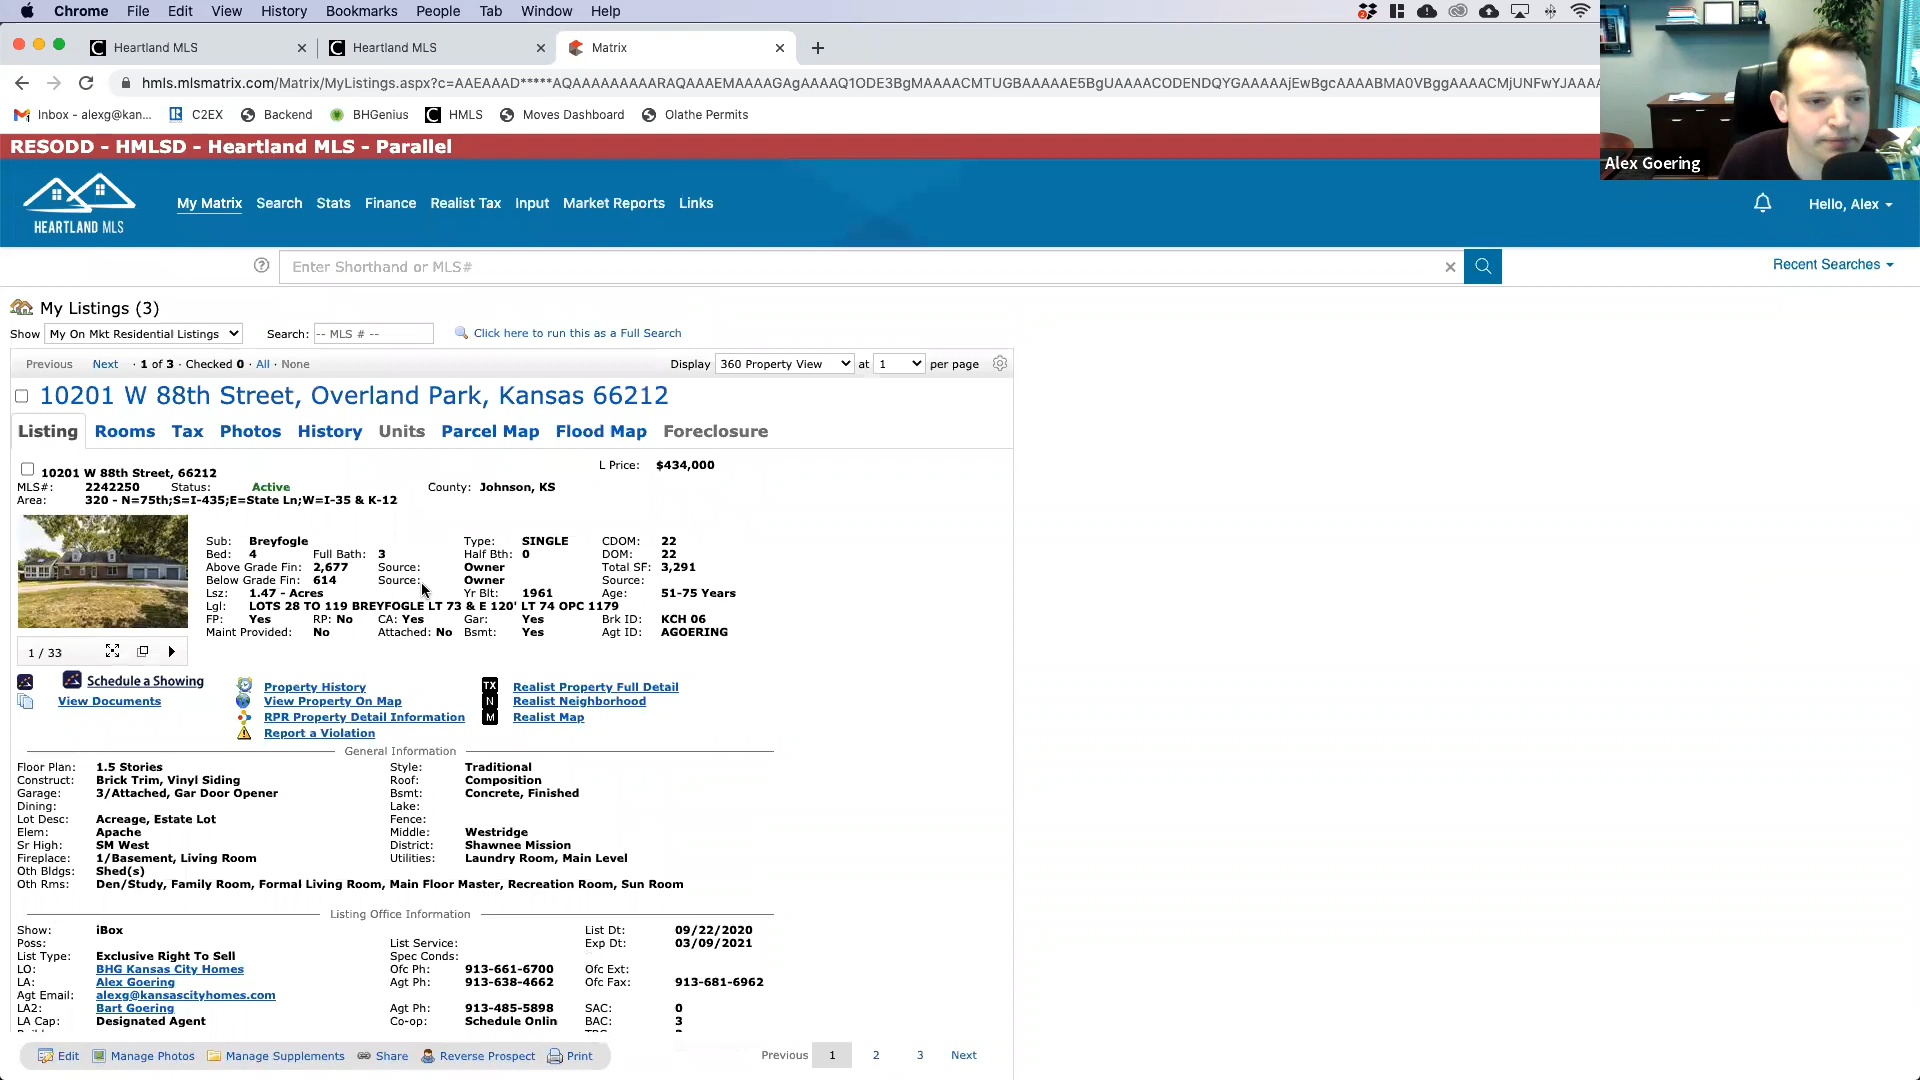 Chrome File Edit View History Bookmarks People Tab Window Help
Heartland MLS Heartland MLS Matrix
hmls.mlsmatrix.com/Matrix/MyListings.aspx?c=AAEAAAD*****AQAAAAAAAAARAQAAAEMAAAAGAgAAAAQ1ODE3BgMAAAACMTUGBAAAAAE5BgUAAAACODENDQYGAAAAAjEwBgcAAAABMA0VBggAAAACMjUNFwYJAAAA
Inbox - alexg@kan... C2EX Backend BHGenius HMLS Moves Dashboard Olathe Permits
Alex Goering
RESODD - HMLSD - Heartland MLS - Parallel
HEARTLAND MLS My Matrix Search Stats Finance Realist Tax Input Market Reports Links Hello, Alex
Enter Shorthand or MLS# Recent Searches
My Listings (3)
Show My On Mkt Residential Listings Search: -- MLS # -- Click here to run this as a Full Search
Previous Next · 1 of 3 · Checked 0 · All · None Display 360 Property View at 1 per page
10201 W 88th Street, Overland Park, Kansas 66212
Listing Rooms Tax Photos History Units Parcel Map Flood Map Foreclosure
10201 W 88th Street, 66212 L Price: $434,000
MLS#: 2242250 Status: Active County: Johnson, KS
Area: 320 - N=75th;S=I-435;E=State Ln;W=I-35 & K-12
Sub: Breyfogle Type: SINGLE CDOM: 22
Bed: 4 Full Bath: 3 Half Bth: 0 DOM: 22
Above Grade Fin: 2,677 Source: Owner Total SF: 3,291
Below Grade Fin: 614 Source: Owner Source:
Lsz: 1.47 - Acres Yr Blt: 1961 Age: 51-75 Years
Lgl: LOTS 28 TO 119 BREYFOGLE LT 73 & E 120' LT 74 OPC 1179
FP: Yes RP: No CA: Yes Gar: Yes Brk ID: KCH 06
Maint Provided: No Attached: No Bsmt: Yes Agt ID: AGOERING
1 / 33
Schedule a Showing Property History TX Realist Property Full Detail
View Documents View Property On Map N Realist Neighborhood
RPR Property Detail Information M Realist Map
Report a Violation
General Information
Floor Plan: 1.5 Stories Style: Traditional
Construct: Brick Trim, Vinyl Siding Roof: Composition
Garage: 3/Attached, Gar Door Opener Bsmt: Concrete, Finished
Dining: Lake:
Lot Desc: Acreage, Estate Lot Fence:
Elem: Apache Middle: Westridge
Sr High: SM West District: Shawnee Mission
Fireplace: 1/Basement, Living Room Utilities: Laundry Room, Main Level
Oth Bldgs: Shed(s)
Oth Rms: Den/Study, Family Room, Formal Living Room, Main Floor Master, Recreation Room, Sun Room
Listing Office Information
Show: iBox List Dt: 09/22/2020
Poss: List Service: Exp Dt: 03/09/2021
List Type: Exclusive Right To Sell Spec Conds:
LO: BHG Kansas City Homes Ofc Ph: 913-661-6700 Ofc Ext:
LA: Alex Goering Agt Ph: 913-638-4662 Ofc Fax: 913-681-6962
Agt Email: alexg@kansascityhomes.com
LA2: Bart Goering Agt Ph: 913-485-5898 SAC: 0
LA Cap: Designated Agent Co-op: Schedule Onlin BAC: 3
Edit Manage Photos Manage Supplements Share Reverse Prospect Print Previous 1 2 3 Next